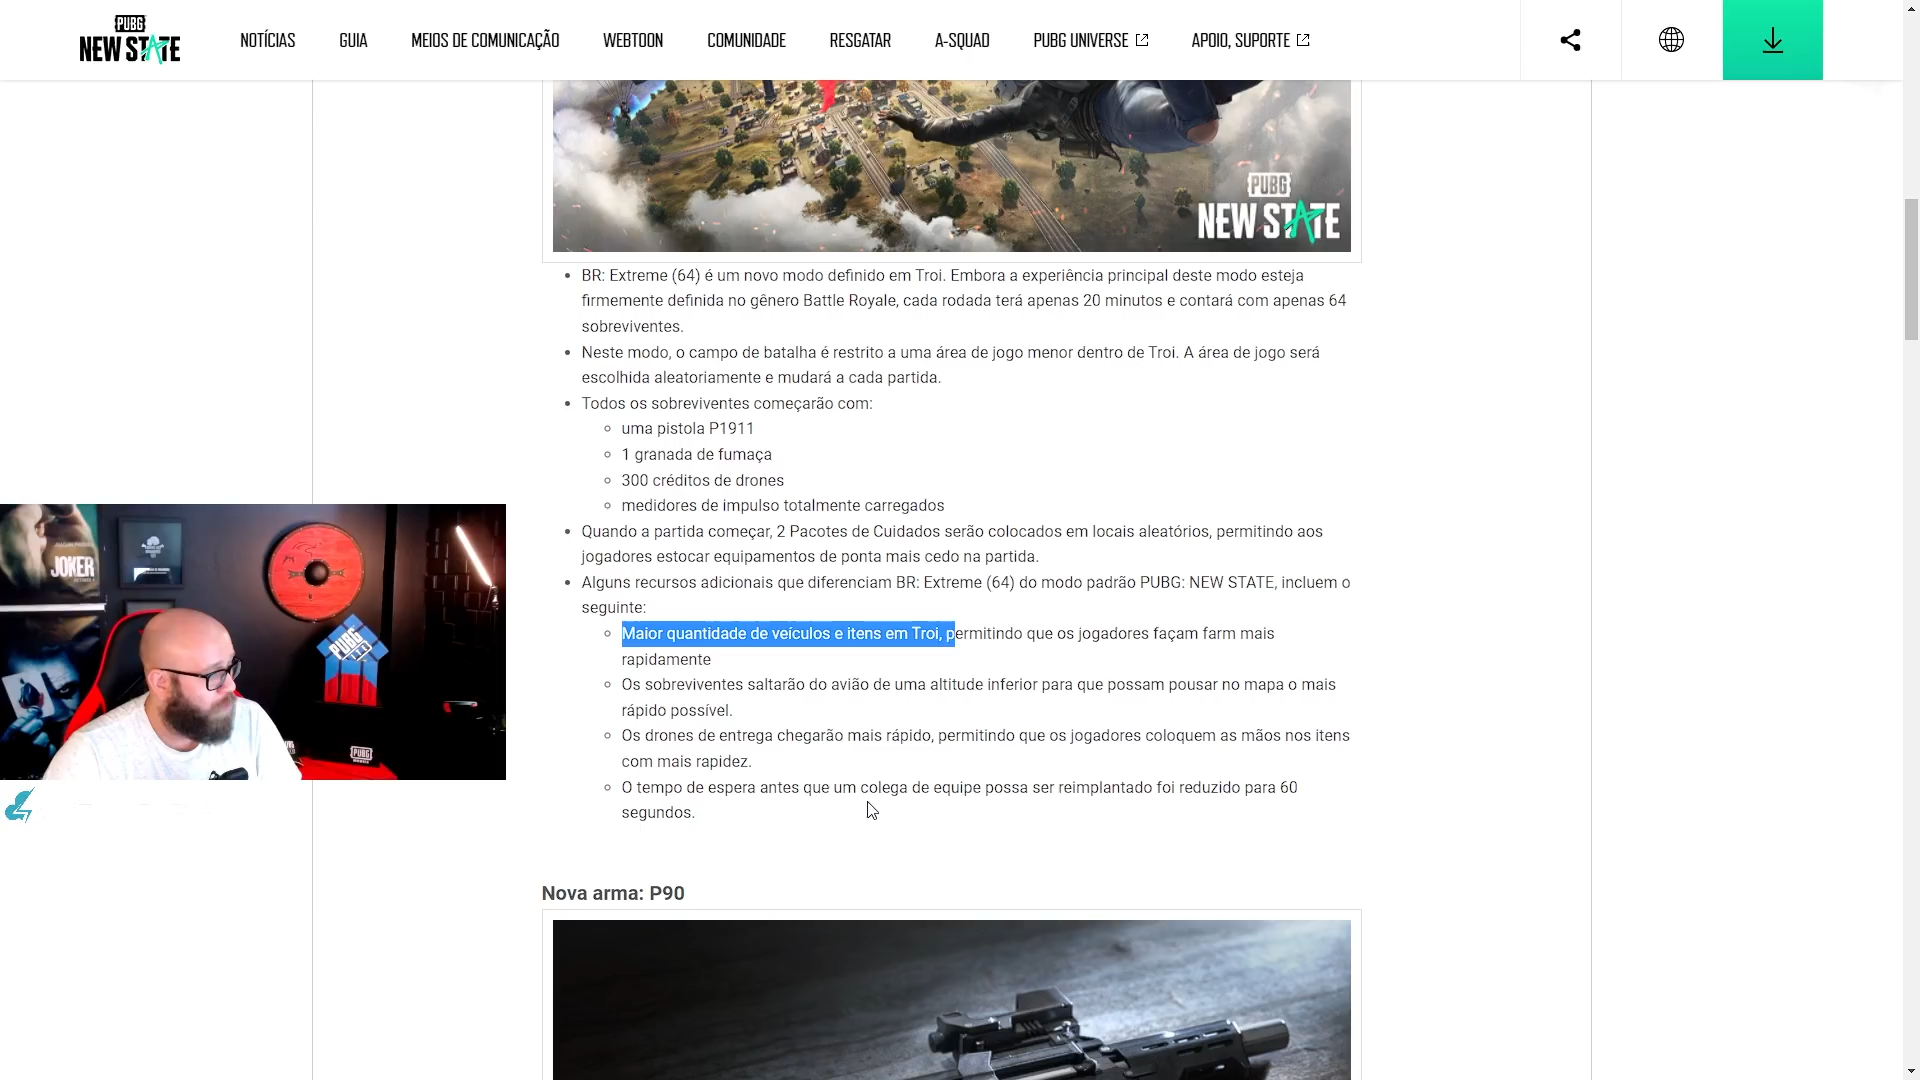 PUBG
NEW STATE
NOTÍCIAS
GUIA
MEIOS DE COMUNICAÇÃO
WEBTOON
COMUNIDADE
RESGATAR
A-SQUAD
PUBG UNIVERSE
APOIO, SUPORTE
PUBG
NEW STATE
BR: Extreme (64) é um novo modo definido em Troi. Embora a experiência principal deste modo esteja
firmemente definida no gênero Battle Royale, cada rodada terá apenas 20 minutos e contará com apenas 64
sobreviventes.
Neste modo, o campo de batalha é restrito a uma área de jogo menor dentro de Troi. A área de jogo será
escolhida aleatoriamente e mudará a cada partida.
Todos os sobreviventes começarão com:
uma pistola P1911
1 granada de fumaça
300 créditos de drones
medidores de impulso totalmente carregados
Quando a partida começar, 2 Pacotes de Cuidados serão colocados em locais aleatórios, permitindo aos
jogadores estocar equipamentos de ponta mais cedo na partida.
Alguns recursos adicionais que diferenciam BR: Extreme (64) do modo padrão PUBG: NEW STATE, incluem o
seguinte:
Maior quantidade de veículos e itens em Troi, permitindo que os jogadores façam farm mais
rapidamente
Os sobreviventes saltarão do avião de uma altitude inferior para que possam pousar no mapa o mais
rápido possível.
Os drones de entrega chegarão mais rápido, permitindo que os jogadores coloquem as mãos nos itens
com mais rapidez.
O tempo de espera antes que um colega de equipe possa ser reimplantado foi reduzido para 60
segundos.
Nova arma: P90
JOKER
PUBG
PUBG